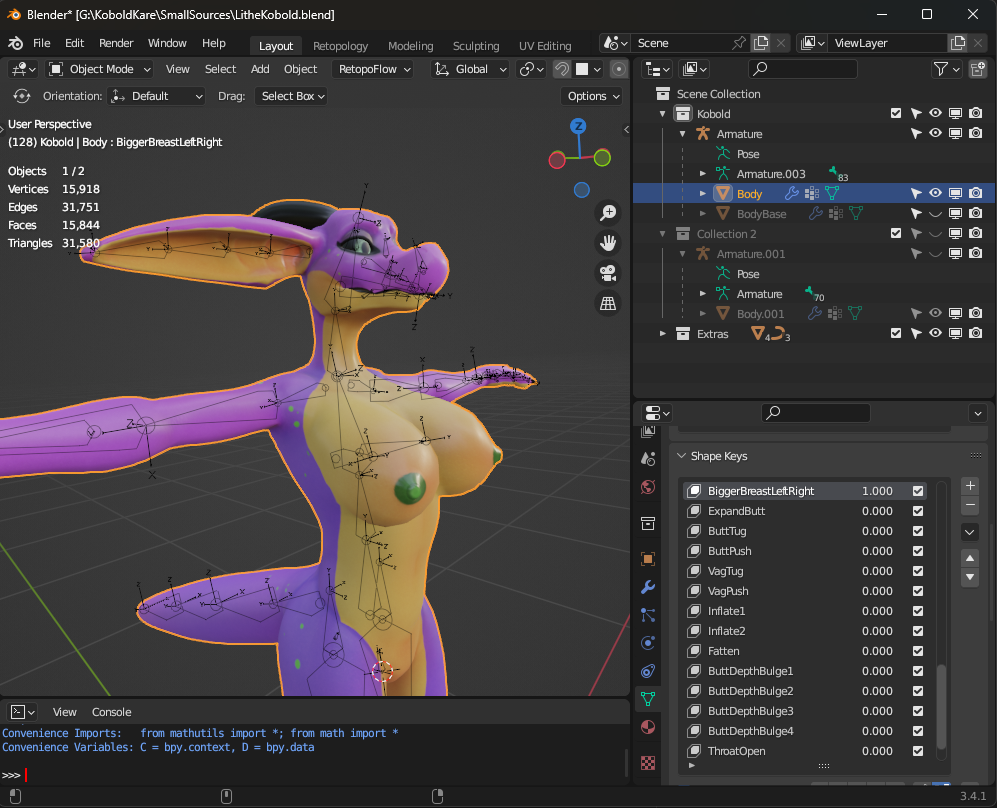 Blender* [G:\KoboldKare\SmallSources\LitheKobold.blend]
File Edit Render Window Help Layout Retopology Modeling Sculpting UV Editing Scene ViewLayer
Object Mode View Select Add Object RetopoFlow Global
Orientation: Default Drag: Select Box Options
User Perspective
(128) Kobold | Body : BiggerBreastLeftRight
Objects 1 / 2
Vertices 15,918
Edges 31,751
Faces 15,844
Triangles 31,580
Z
Scene Collection
Kobold
Armature
Pose
Armature.003 83
Body
BodyBase
Collection 2
Armature.001
Pose
Armature 70
Body.001
Extras 4 3
Shape Keys
BiggerBreastLeftRight 1.000
ExpandButt 0.000
ButtTug 0.000
ButtPush 0.000
VagTug 0.000
VagPush 0.000
Inflate1 0.000
Inflate2 0.000
Fatten 0.000
ButtDepthBulge1 0.000
ButtDepthBulge2 0.000
ButtDepthBulge3 0.000
ButtDepthBulge4 0.000
ThroatOpen 0.000
View Console
Convenience Imports: from mathutils import *; from math import *
Convenience Variables: C = bpy.context, D = bpy.data
>>>
3.4.1